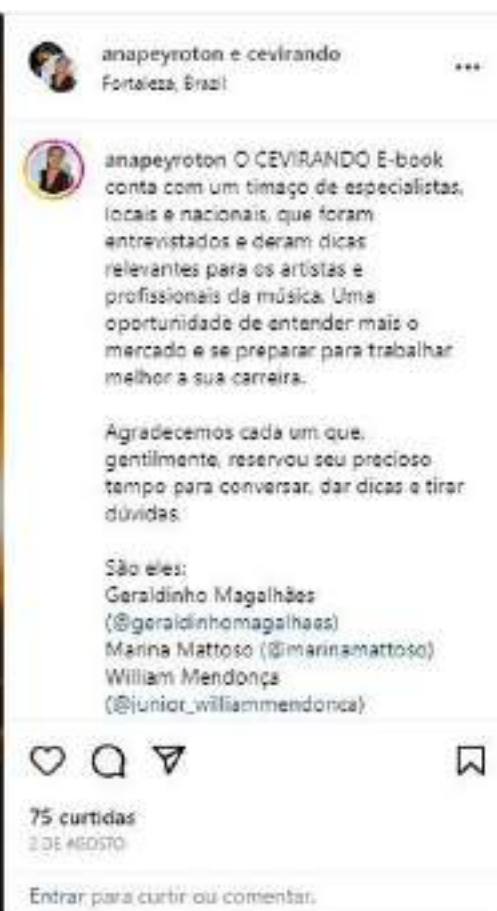 anapeyroton e cevirando
Fortaleza, Brazil
anapeyroton O CEVIRANDO E-book
conta com um timaço de especialistas,
locais e nacionais, que foram
entrevistados e deram dicas
relevantes para os artistas e
profissionais da música. Uma
oportunidade de entender mais o
mercado e se preparar para trabalhar
melhor a sua carreira.
Agradecemos cada um que,
gentilmente, reservou seu precioso
tempo para conversar, dar dicas e tirar
dúvidas.
São eles:
Geraldinho Magalhães
(@geraldinhomagalhaes)
Marina Mattoso (@marinamattoso)
William Mendonça
(@junior_williammendonca)
75 curtidas
2 DE AGOSTO
Entrar para curtir ou comentar.